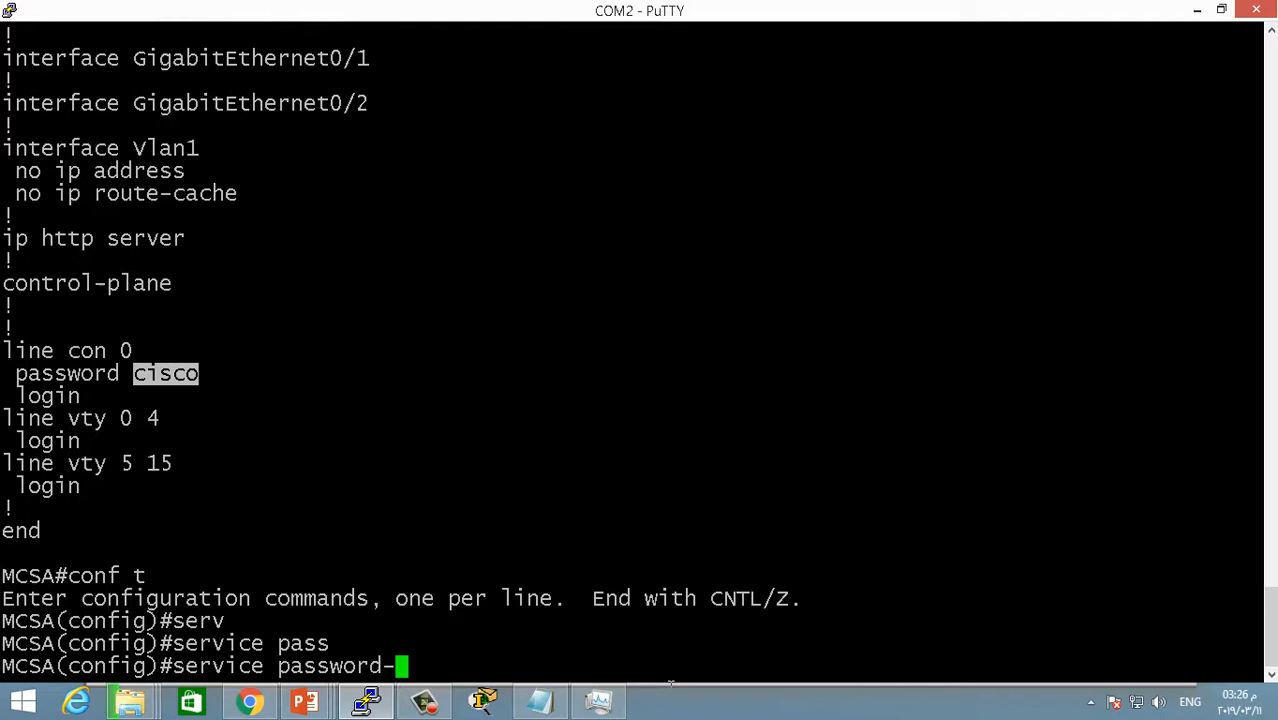 COM2 - PuTTY
!
interface GigabitEthernet0/1
!
interface GigabitEthernet0/2
!
interface Vlan1
 no ip address
 no ip route-cache
!
ip http server
!
control-plane
!
!
line con 0
 password cisco
 login
line vty 0 4
 login
line vty 5 15
 login
!
end
MCSA#conf t
Enter configuration commands, one per line.  End with CNTL/Z.
MCSA(config)#serv
MCSA(config)#service pass
MCSA(config)#service password-
ENG
03:26 م
٢٠١٩/٠٣/١١